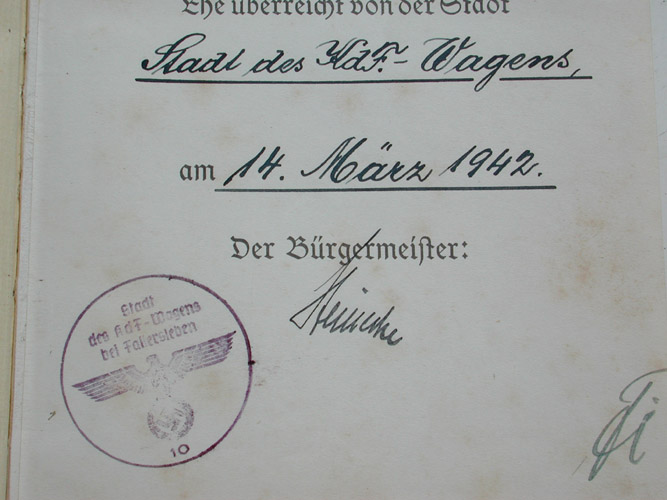 Ehe überreicht von der Stadt
Stadt des KdF.-Wagens,
am 14. März 1942.
Der Bürgermeister:
Stadt
des KdF-Wagens
bei Fallersleben
10